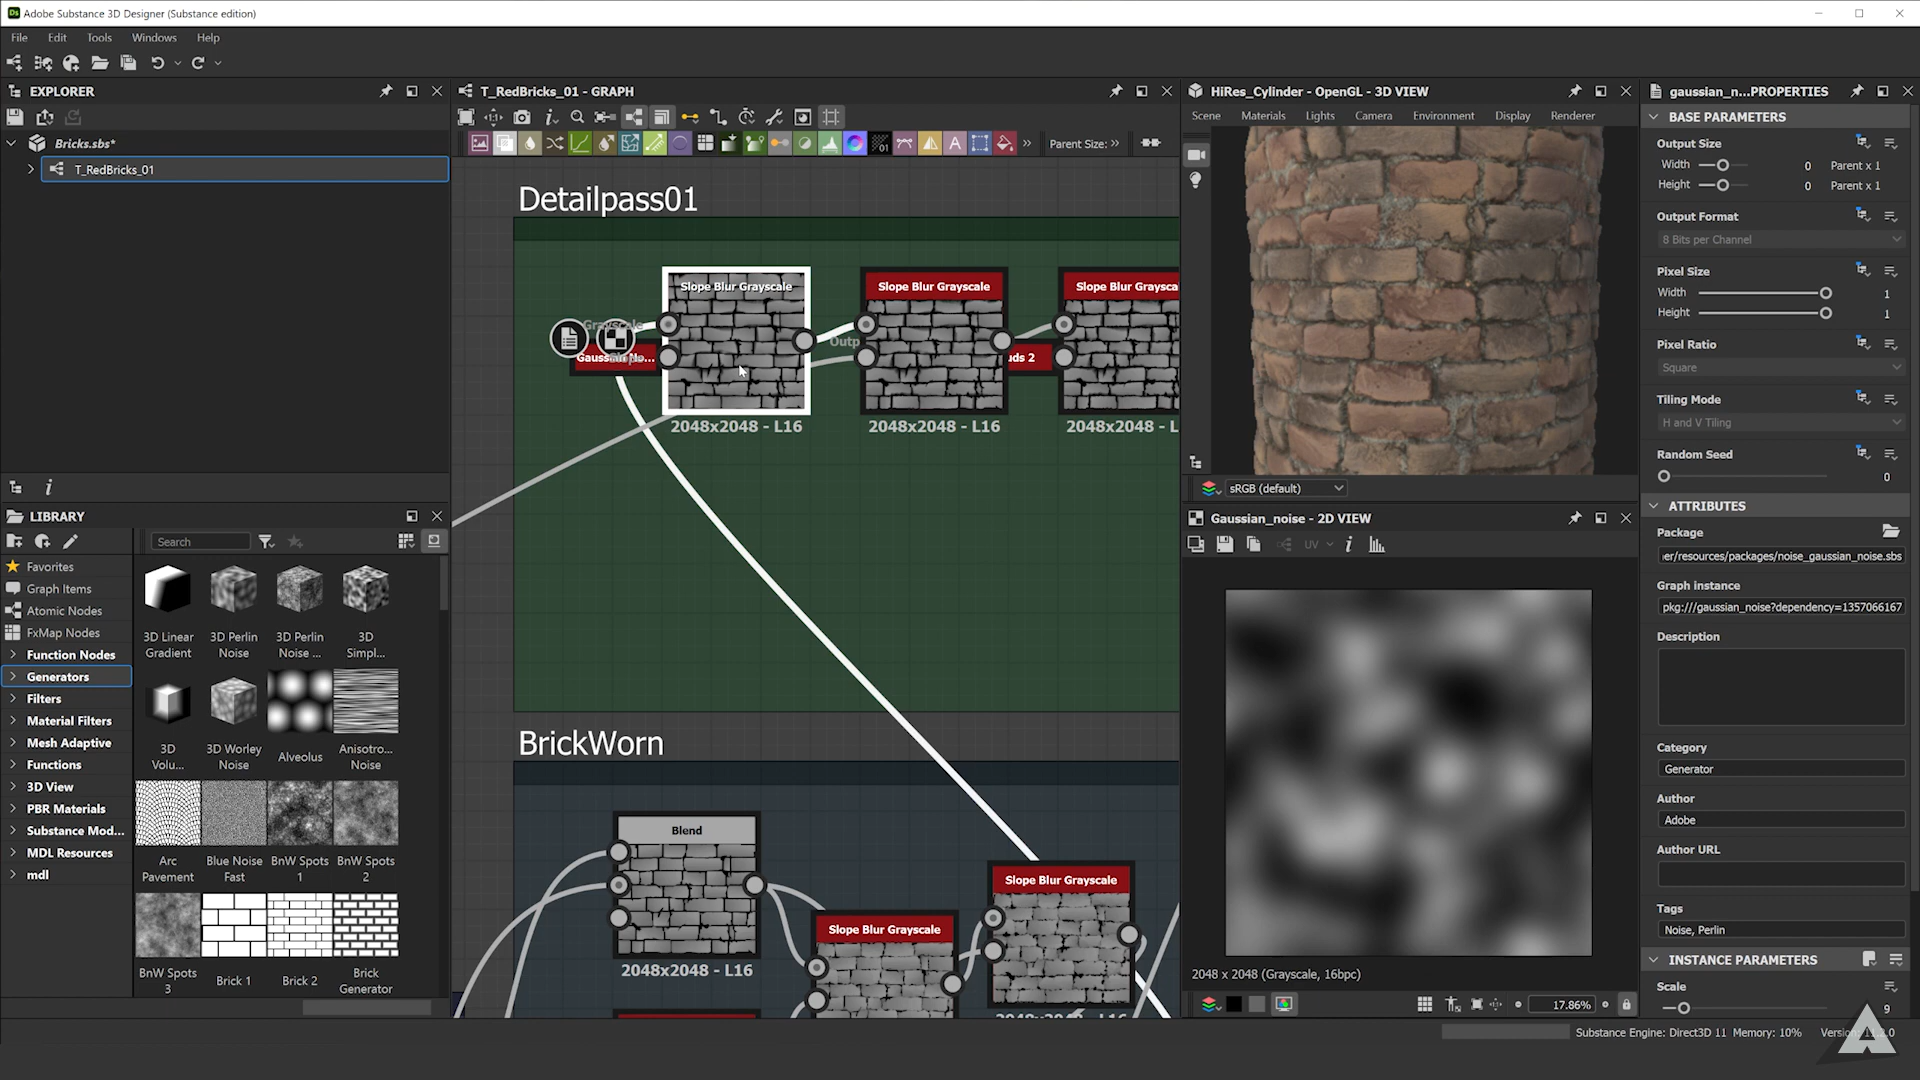 Adobe Substance 3D Designer (Substance edition)
File Edit Tools Windows Help
EXPLORER
Bricks.sbs*
T_RedBricks_01
LIBRARY
Search
Favorites
Graph Items
Atomic Nodes
FxMap Nodes
Function Nodes
Generators
Filters
Material Filters
Mesh Adaptive
Functions
3D View
PBR Materials
Substance Mod...
MDL Resources
mdl
3D Linear Gradient
3D Perlin Noise
3D Perlin Noise ...
3D Simpl...
3D Volu...
3D Worley Noise
Alveolus
Anisotro... Noise
Arc Pavement
Blue Noise Fast
BnW Spots 1
BnW Spots 2
BnW Spots 3
Brick 1
Brick 2
Brick Generator
T_RedBricks_01 - GRAPH
Parent Size:
Detailpass01
Slope Blur Grayscale
Slope Blur Grayscale
Slope Blur Graysca
Grayscale
Outp
uds 2
2048x2048 - L16
2048x2048 - L16
2048x2048 - L
BrickWorn
Blend
2048x2048 - L16
Slope Blur Grayscale
Slope Blur Grayscale
HiRes_Cylinder - OpenGL - 3D VIEW
Scene Materials Lights Camera Environment Display Renderer
sRGB (default)
Gaussian_noise - 2D VIEW
UV
2048 x 2048 (Grayscale, 16bpc)
17.86%
gaussian_n...PROPERTIES
BASE PARAMETERS
Output Size
Width 0 Parent x 1
Height 0 Parent x 1
Output Format
8 Bits per Channel
Pixel Size
Width 1
Height 1
Pixel Ratio
Square
Tiling Mode
H and V Tiling
Random Seed
0
ATTRIBUTES
Package
er/resources/packages/noise_gaussian_noise.sbs
Graph instance
pkg:///gaussian_noise?dependency=1357066167
Description
Category
Generator
Author
Adobe
Author URL
Tags
Noise, Perlin
INSTANCE PARAMETERS
Scale
9
Substance Engine: Direct3D 11 Memory: 10%